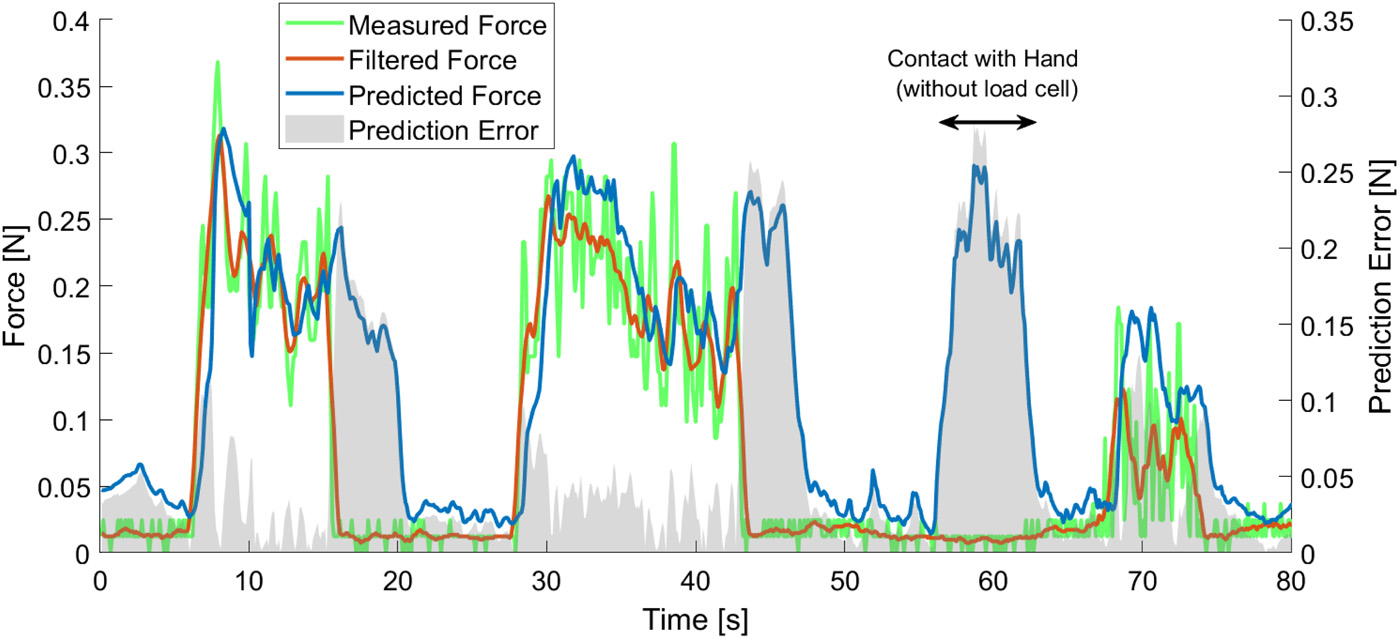 Measured Force
Filtered Force
Predicted Force
Prediction Error
Contact with Hand
(without load cell)
Force [N]
0.4
0.35
0.3
0.25
0.2
0.15
0.1
0.05
0
Prediction Error [N]
0.35
0.3
0.25
0.2
0.15
0.1
0.05
0
0 10 20 30 40 50 60 70 80
Time [s]